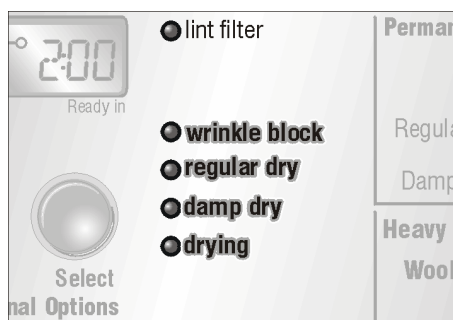 lint filter
Perman
2:00
Ready in
wrinkle block
Regula
regular dry
Damp
damp dry
Heavy
drying
Wool
Select
nal Options